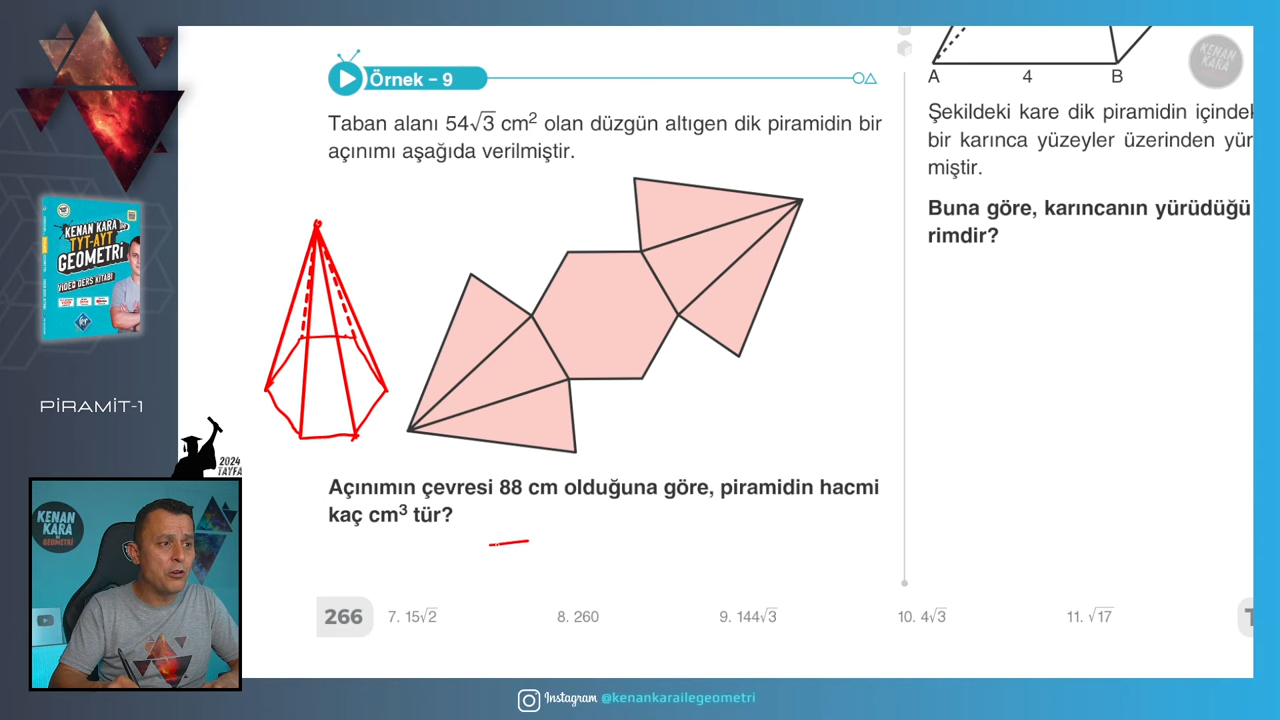 Örnek - 9
Taban alanı 54√3 cm² olan düzgün altıgen dik piramidin bir
açınımı aşağıda verilmiştir.
Açınımın çevresi 88 cm olduğuna göre, piramidin hacmi
kaç cm³ tür?
266
7. 15√2
8. 260
9. 144√3
10. 4√3
11. √17
A
4
B
Şekildeki kare dik piramidin içindek
bir karınca yüzeyler üzerinden yür
miştir.
Buna göre, karıncanın yürüdüğü
rimdir?
KENAN
KARA
KENAN KARA
TYT-AYT
GEOMETRİ
VİDEO DERS KİTABI
PİRAMİT-1
2024
TAYFA
KENAN
KARA
GEOMETRİ
Instagram @kenankarailegeometri